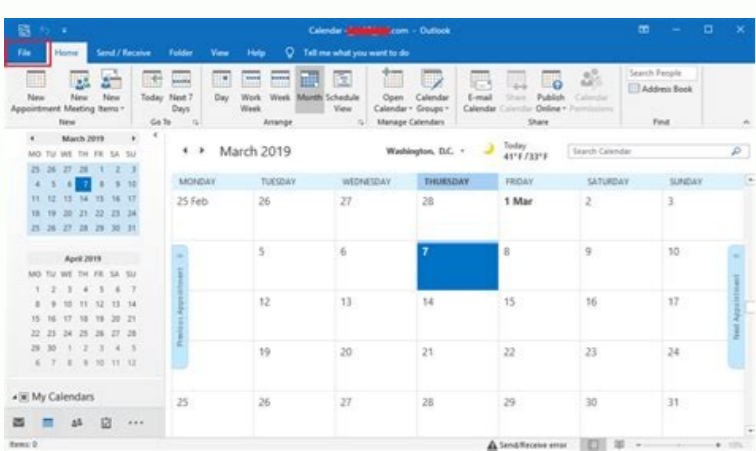 Calendar - .com - Outlook
File Home Send / Receive Folder View Help Tell me what you want to do
New Appointment New Meeting New Items Today Next 7 Days Day Work Week Week Month Schedule View Open Calendar Calendar Groups E-mail Calendar Share Calendar Publish Online Calendar Permissions Search People
Address Book
New Go To Arrange Manage Calendars Share Find
March 2019
MO TU WE TH FR SA SU
25 26 27 28 1 2 3
4 5 6 7 8 9 10
11 12 13 14 15 16 17
18 19 20 21 22 23 24
25 26 27 28 29 30 31
April 2019
MO TU WE TH FR SA SU
1 2 3 4 5 6 7
8 9 10 11 12 13 14
15 16 17 18 19 20 21
22 23 24 25 26 27 28
29 30 1 2 3 4 5
6 7 8 9 10 11 12
My Calendars
March 2019 Washington, D.C. Today
41°F/33°F Search Calendar
MONDAY TUESDAY WEDNESDAY THURSDAY FRIDAY SATURDAY SUNDAY
25 Feb 26 27 28 1 Mar 2 3
5 6 7 8 9 10
12 13 14 15 16 17
19 20 21 22 23 24
25 26 27 28 29 30 31
Previous Appointment
Next Appointment
Items: 0 Send/Receive error